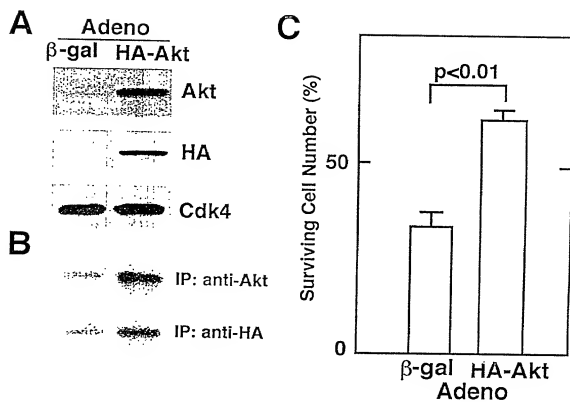 A
Adeno
β-gal HA-Akt
Akt
HA
Cdk4
B
IP: anti-Akt
IP: anti-HA
C
p<0.01
Surviving Cell Number (%)
50
0
β-gal HA-Akt
Adeno